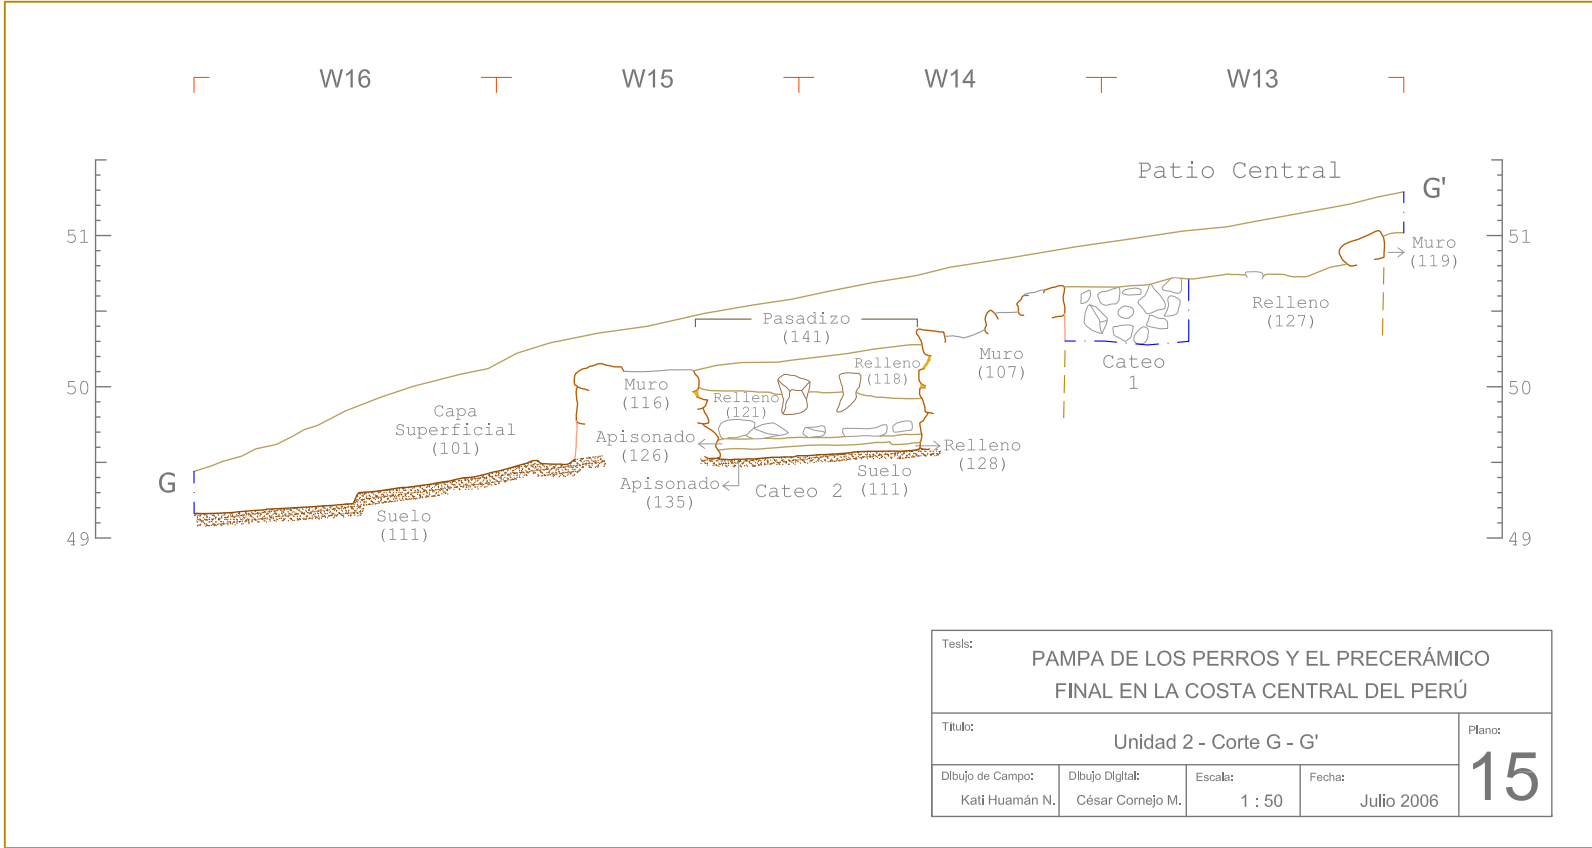 W16 W15 W14 W13
Patio Central
G'
51
51
Muro
(119)
Relleno
(127)
Pasadizo
(141)
Muro
(107)
Cateo
1
Relleno
(118)
50
50
Muro
(116)
Relleno
(121)
Capa
Superficial
(101)
Apisonado
(126)
Relleno
(128)
G
Apisonado
(135)
Cateo 2
Suelo
(111)
Suelo
(111)
49
49
Tesis:
PAMPA DE LOS PERROS Y EL PRECERÁMICO
FINAL EN LA COSTA CENTRAL DEL PERÚ
Título:
Unidad 2 - Corte G - G'
Plano:
15
Dibujo de Campo:
Kati Huamán N.
Dibujo Digital:
César Cornejo M.
Escala:
1 : 50
Fecha:
Julio 2006